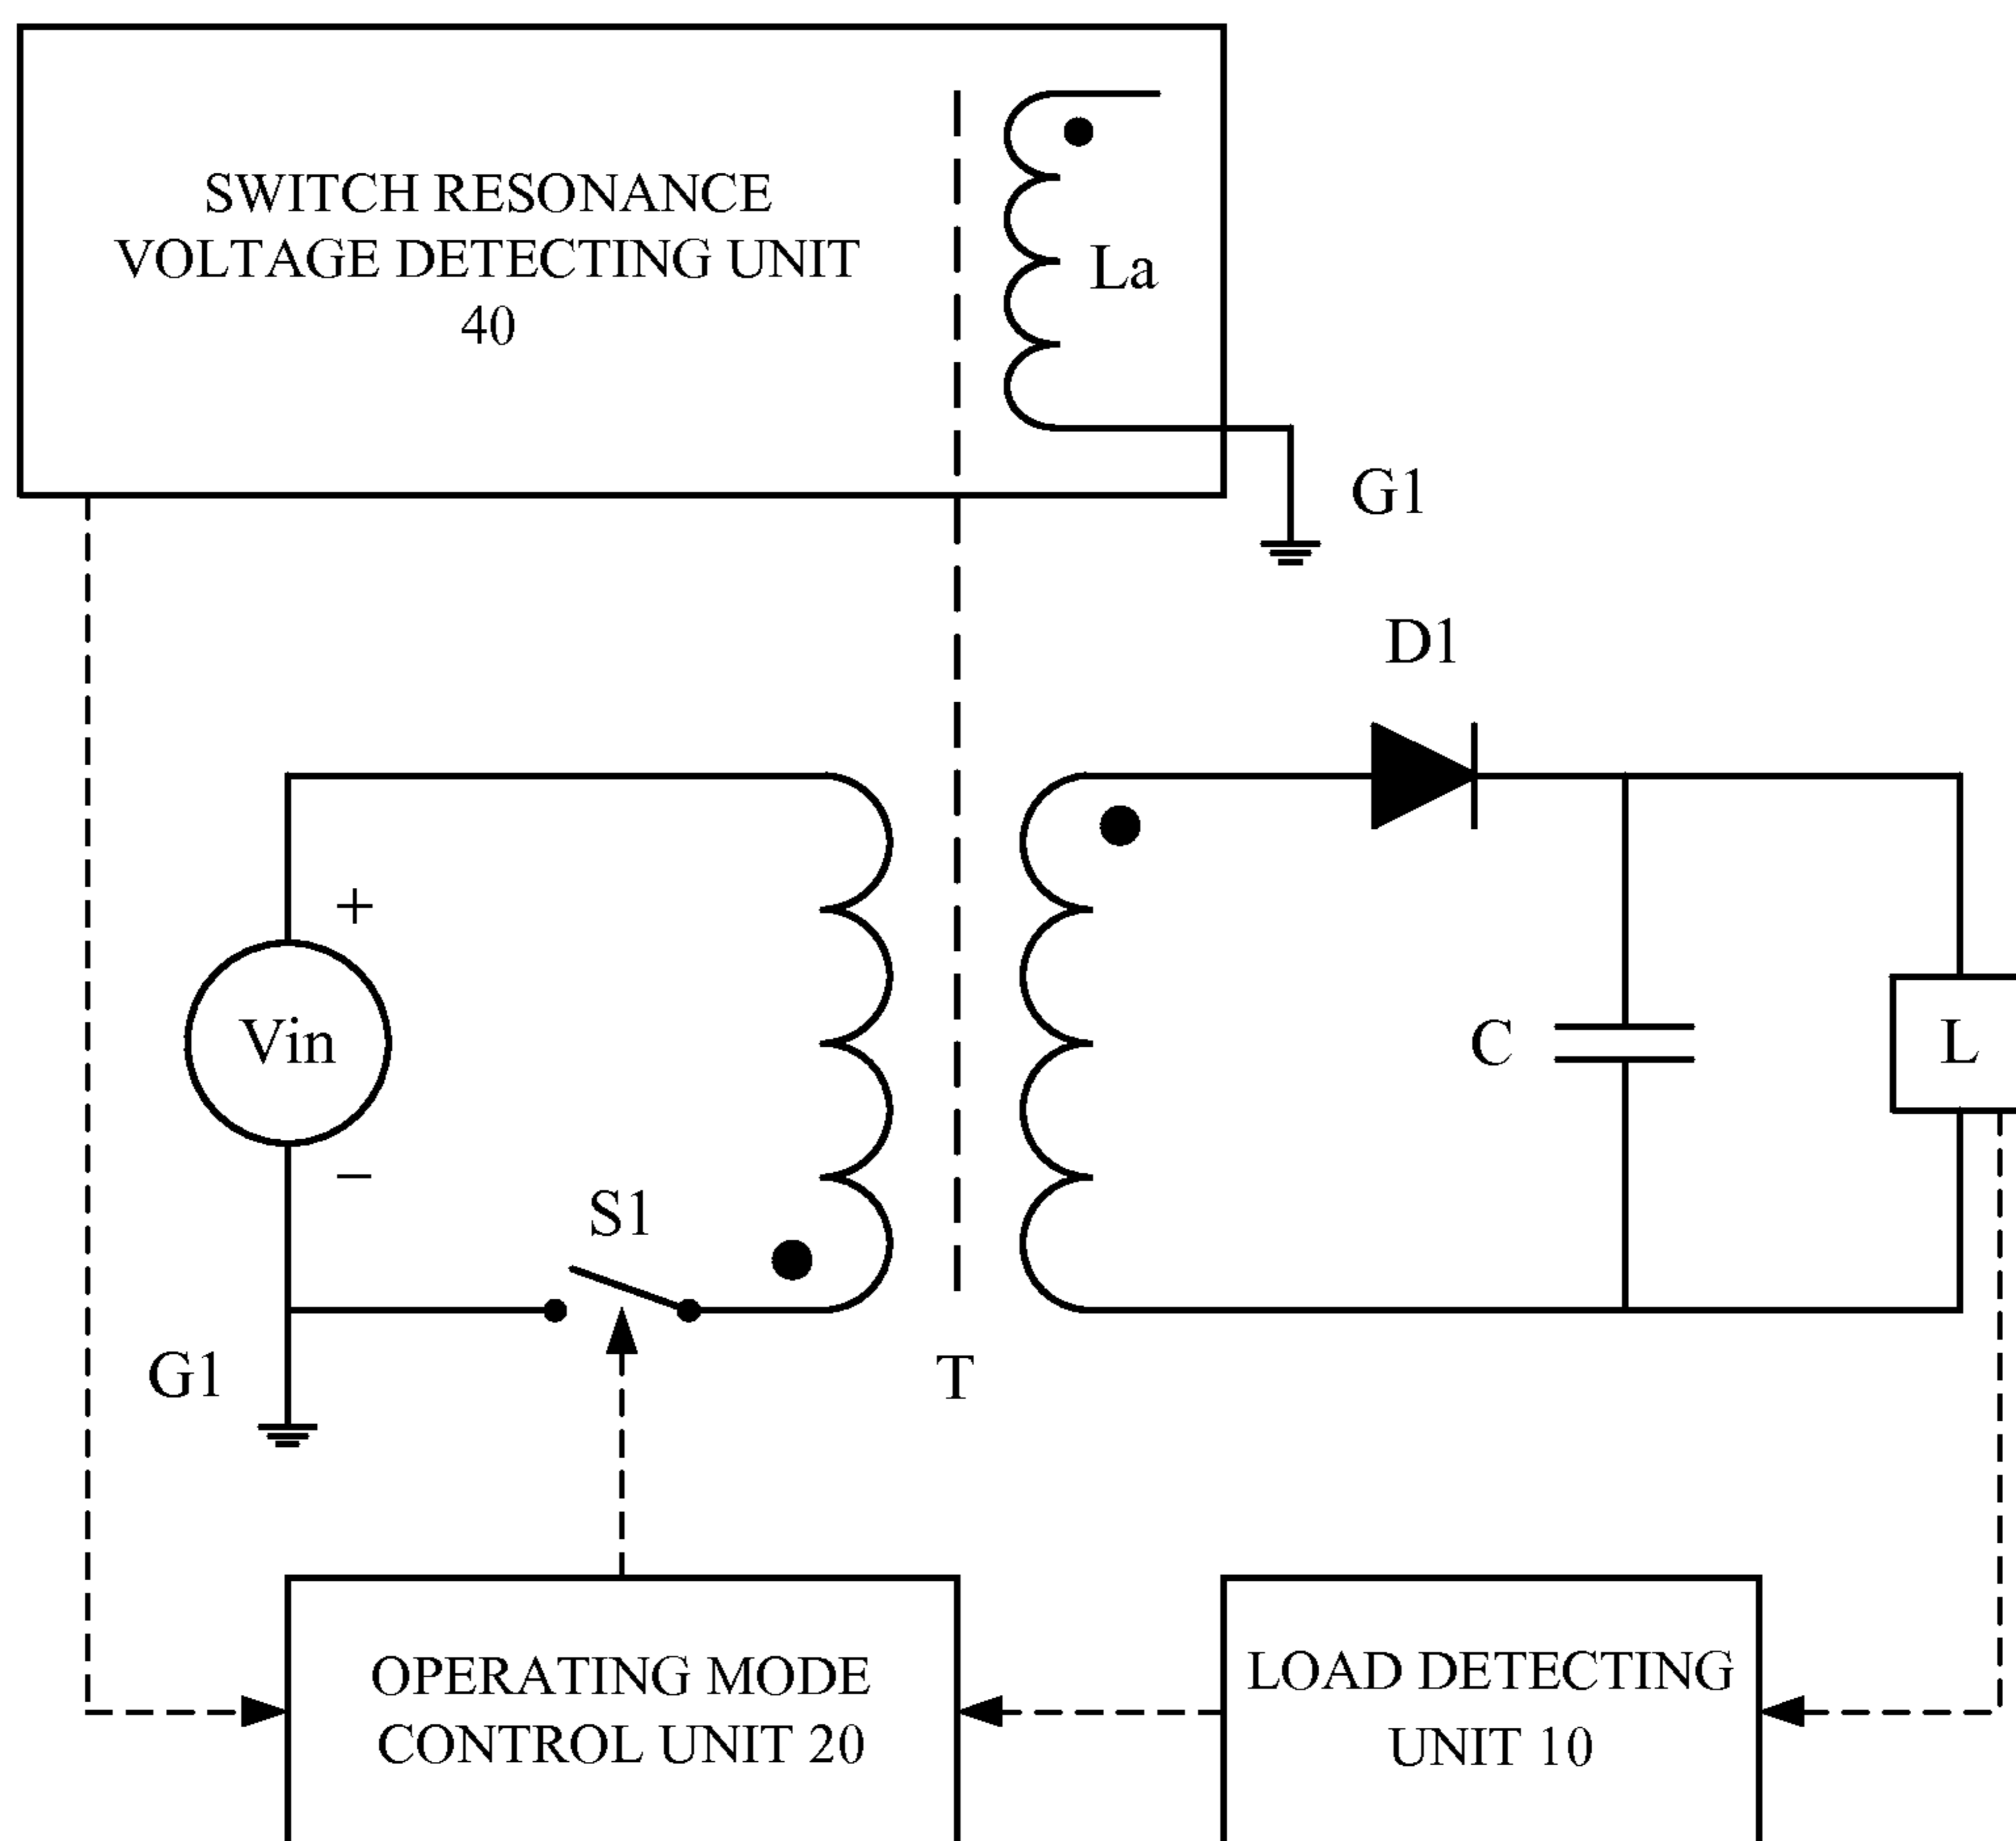 SWITCH RESONANCE
VOLTAGE DETECTING UNIT
40
La
G1
D1
+
Vin
−
C
L
S1
G1
T
OPERATING MODE
CONTROL UNIT 20
LOAD DETECTING
UNIT 10